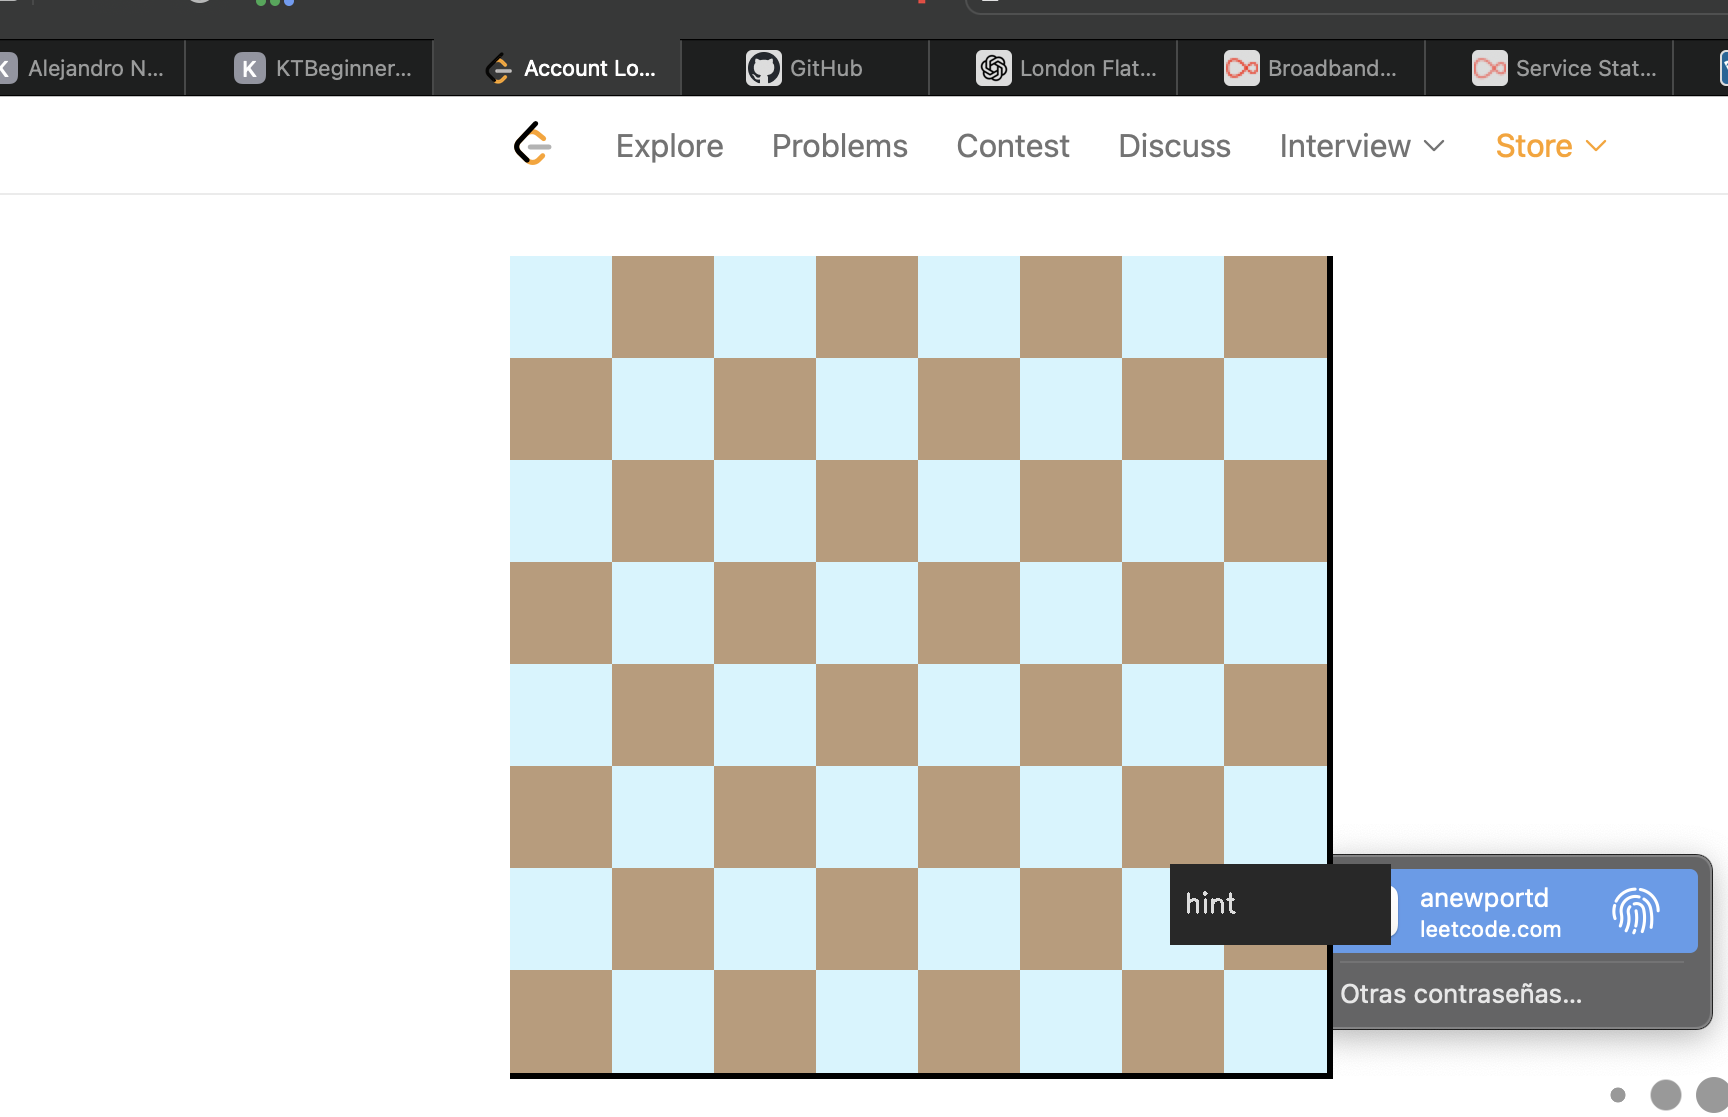 K Alejandro N...
K KTBeginner...
Account Lo...
GitHub
London Flat...
Broadband...
Service Stat...
Explore Problems Contest Discuss Interview Store
hint
anewportd
leetcode.com
Otras contraseñas...